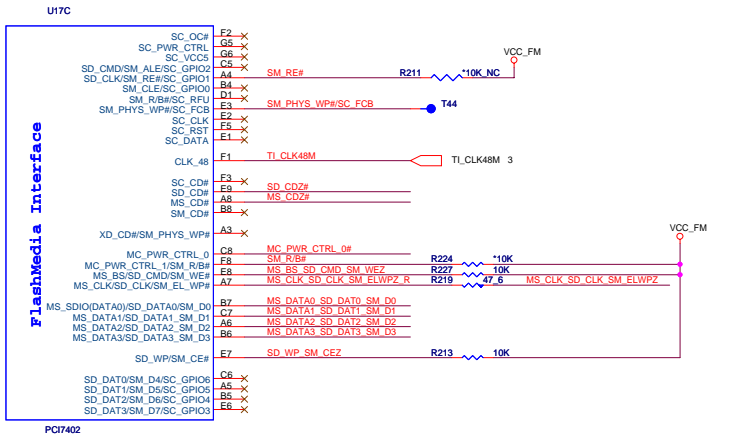 U17C
FlashMedia Interface
SC_OC# F2
SC_PWR_CTRL G5
SC_VCC5 G6
SD_CMD/SM_ALE/SC_GPIO2 C5
SD_CLK/SM_RE#/SC_GPIO1 A4 SM_RE# R211 *10K_NC VCC_FM
SM_CLE/SC_GPIO0 B4
SM_R/B#/SC_RFU D1
SM_PHYS_WP#/SC_FCB E3 SM_PHYS_WP#/SC_FCB T44
SC_CLK E2
SC_RST F5
SC_DATA E1
CLK_48 F1 TI_CLK48M TI_CLK48M 3
SC_CD# F3
SD_CD# E9 SD_CDZ#
MS_CD# A8 MS_CDZ#
SM_CD# B8
XD_CD#/SM_PHYS_WP# A3
VCC_FM
MC_PWR_CTRL_0 C8 MC_PWR_CTRL_0#
MC_PWR_CTRL_1/SM_R/B# F8 SM_R/B# R224 *10K
MS_BS/SD_CMD/SM_WE# E8 MS_BS_SD_CMD_SM_WEZ R227 10K
MS_CLK/SD_CLK/SM_EL_WP# A7 MS_CLK_SD_CLK_SM_ELWPZ_R R219 47_6 MS_CLK_SD_CLK_SM_ELWPZ
MS_SDIO(DATA0)/SD_DATA0/SM_D0 B7 MS_DATA0_SD_DAT0_SM_D0
MS_DATA1/SD_DATA1_SM_D1 C7 MS_DATA1_SD_DAT1_SM_D1
MS_DATA2/SD_DATA2/SM_D2 A6 MS_DATA2_SD_DAT2_SM_D2
MS_DATA3/SD_DATA3/SM_D3 B6 MS_DATA3_SD_DAT3_SM_D3
SD_WP/SM_CE# E7 SD_WP_SM_CEZ R213 10K
SD_DAT0/SM_D4/SC_GPIO6 C6
SD_DAT1/SM_D5/SC_GPIO5 A5
SD_DAT2/SM_D6/SC_GPIO4 B5
SD_DAT3/SM_D7/SC_GPIO3 E6
PCI7402